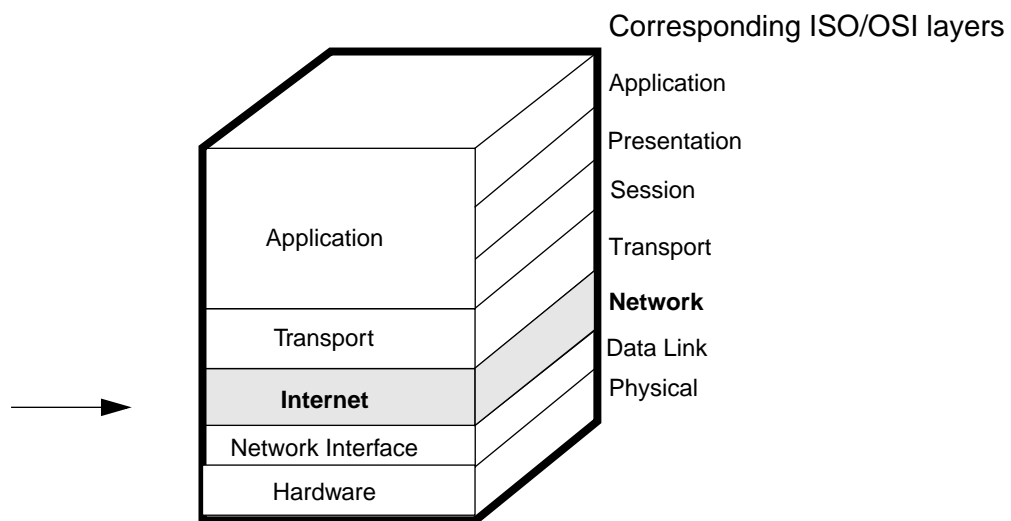 Corresponding ISO/OSI layers
Application
Presentation
Session
Transport
Network
Data Link
Physical
Application
Transport
Internet
Network Interface
Hardware